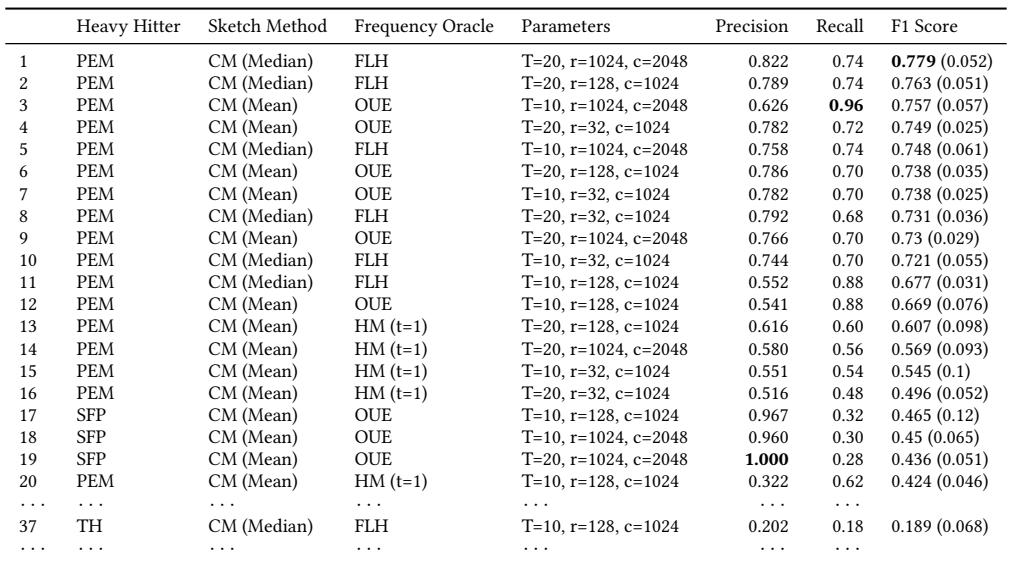 Heavy Hitter Sketch Method Frequency Oracle Parameters Precision Recall F1 Score
1 PEM CM (Median) FLH T=20, r=1024, c=2048 0.822 0.74 0.779 (0.052)
2 PEM CM (Median) FLH T=20, r=128, c=1024 0.789 0.74 0.763 (0.051)
3 PEM CM (Mean) OUE T=10, r=1024, c=2048 0.626 0.96 0.757 (0.057)
4 PEM CM (Mean) OUE T=20, r=32, c=1024 0.782 0.72 0.749 (0.025)
5 PEM CM (Median) FLH T=10, r=1024, c=2048 0.758 0.74 0.748 (0.061)
6 PEM CM (Mean) OUE T=20, r=128, c=1024 0.786 0.70 0.738 (0.035)
7 PEM CM (Mean) OUE T=10, r=32, c=1024 0.782 0.70 0.738 (0.025)
8 PEM CM (Median) FLH T=20, r=32, c=1024 0.792 0.68 0.731 (0.036)
9 PEM CM (Mean) OUE T=20, r=1024, c=2048 0.766 0.70 0.73 (0.029)
10 PEM CM (Mean) FLH T=10, r=32, c=1024 0.744 0.70 0.721 (0.055)
11 PEM CM (Median) FLH T=10, r=128, c=1024 0.552 0.88 0.677 (0.031)
12 PEM CM (Mean) OUE T=10, r=128, c=1024 0.541 0.88 0.669 (0.076)
13 PEM CM (Mean) HM (t=1) T=20, r=128, c=1024 0.616 0.60 0.607 (0.098)
14 PEM CM (Mean) HM (t=1) T=20, r=1024, c=2048 0.580 0.56 0.569 (0.093)
15 PEM CM (Mean) HM (t=1) T=10, r=32, c=1024 0.551 0.54 0.545 (0.1)
16 PEM CM (Mean) HM (t=1) T=20, r=32, c=1024 0.516 0.48 0.496 (0.052)
17 SFP CM (Mean) OUE T=10, r=128, c=1024 0.967 0.32 0.465 (0.12)
18 SFP CM (Mean) OUE T=10, r=1024, c=2048 0.960 0.30 0.45 (0.065)
19 SFP CM (Mean) OUE T=20, r=1024, c=2048 1.000 0.28 0.436 (0.051)
20 PEM CM (Mean) HM (t=1) T=10, r=128, c=1024 0.322 0.62 0.424 (0.046)
... ... ... ... ... ... ...
37 TH CM (Median) FLH T=10, r=128, c=1024 0.202 0.18 0.189 (0.068)
... ... ... ... ... ... ...